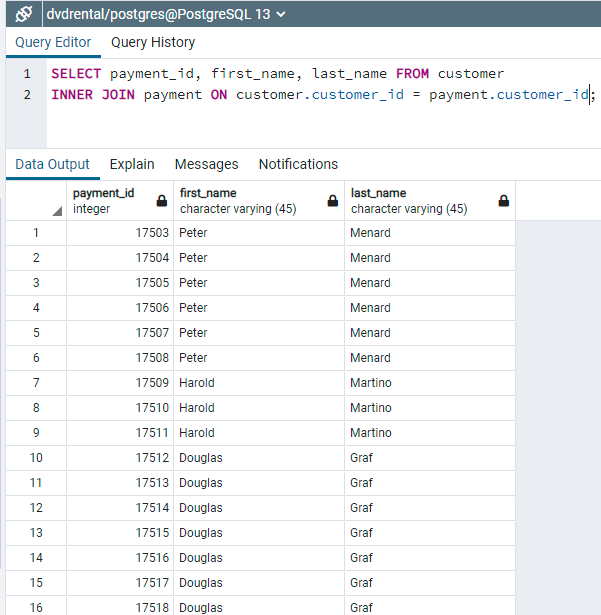 dvdrental/postgres@PostgreSQL 13
Query Editor Query History
1 SELECT payment_id, first_name, last_name FROM customer
2 INNER JOIN payment ON customer.customer_id = payment.customer_id;
Data Output Explain Messages Notifications
payment_id first_name last_name
integer character varying (45) character varying (45)
1 17503 Peter Menard
2 17504 Peter Menard
3 17505 Peter Menard
4 17506 Peter Menard
5 17507 Peter Menard
6 17508 Peter Menard
7 17509 Harold Martino
8 17510 Harold Martino
9 17511 Harold Martino
10 17512 Douglas Graf
11 17513 Douglas Graf
12 17514 Douglas Graf
13 17515 Douglas Graf
14 17516 Douglas Graf
15 17517 Douglas Graf
16 17518 Douglas Graf